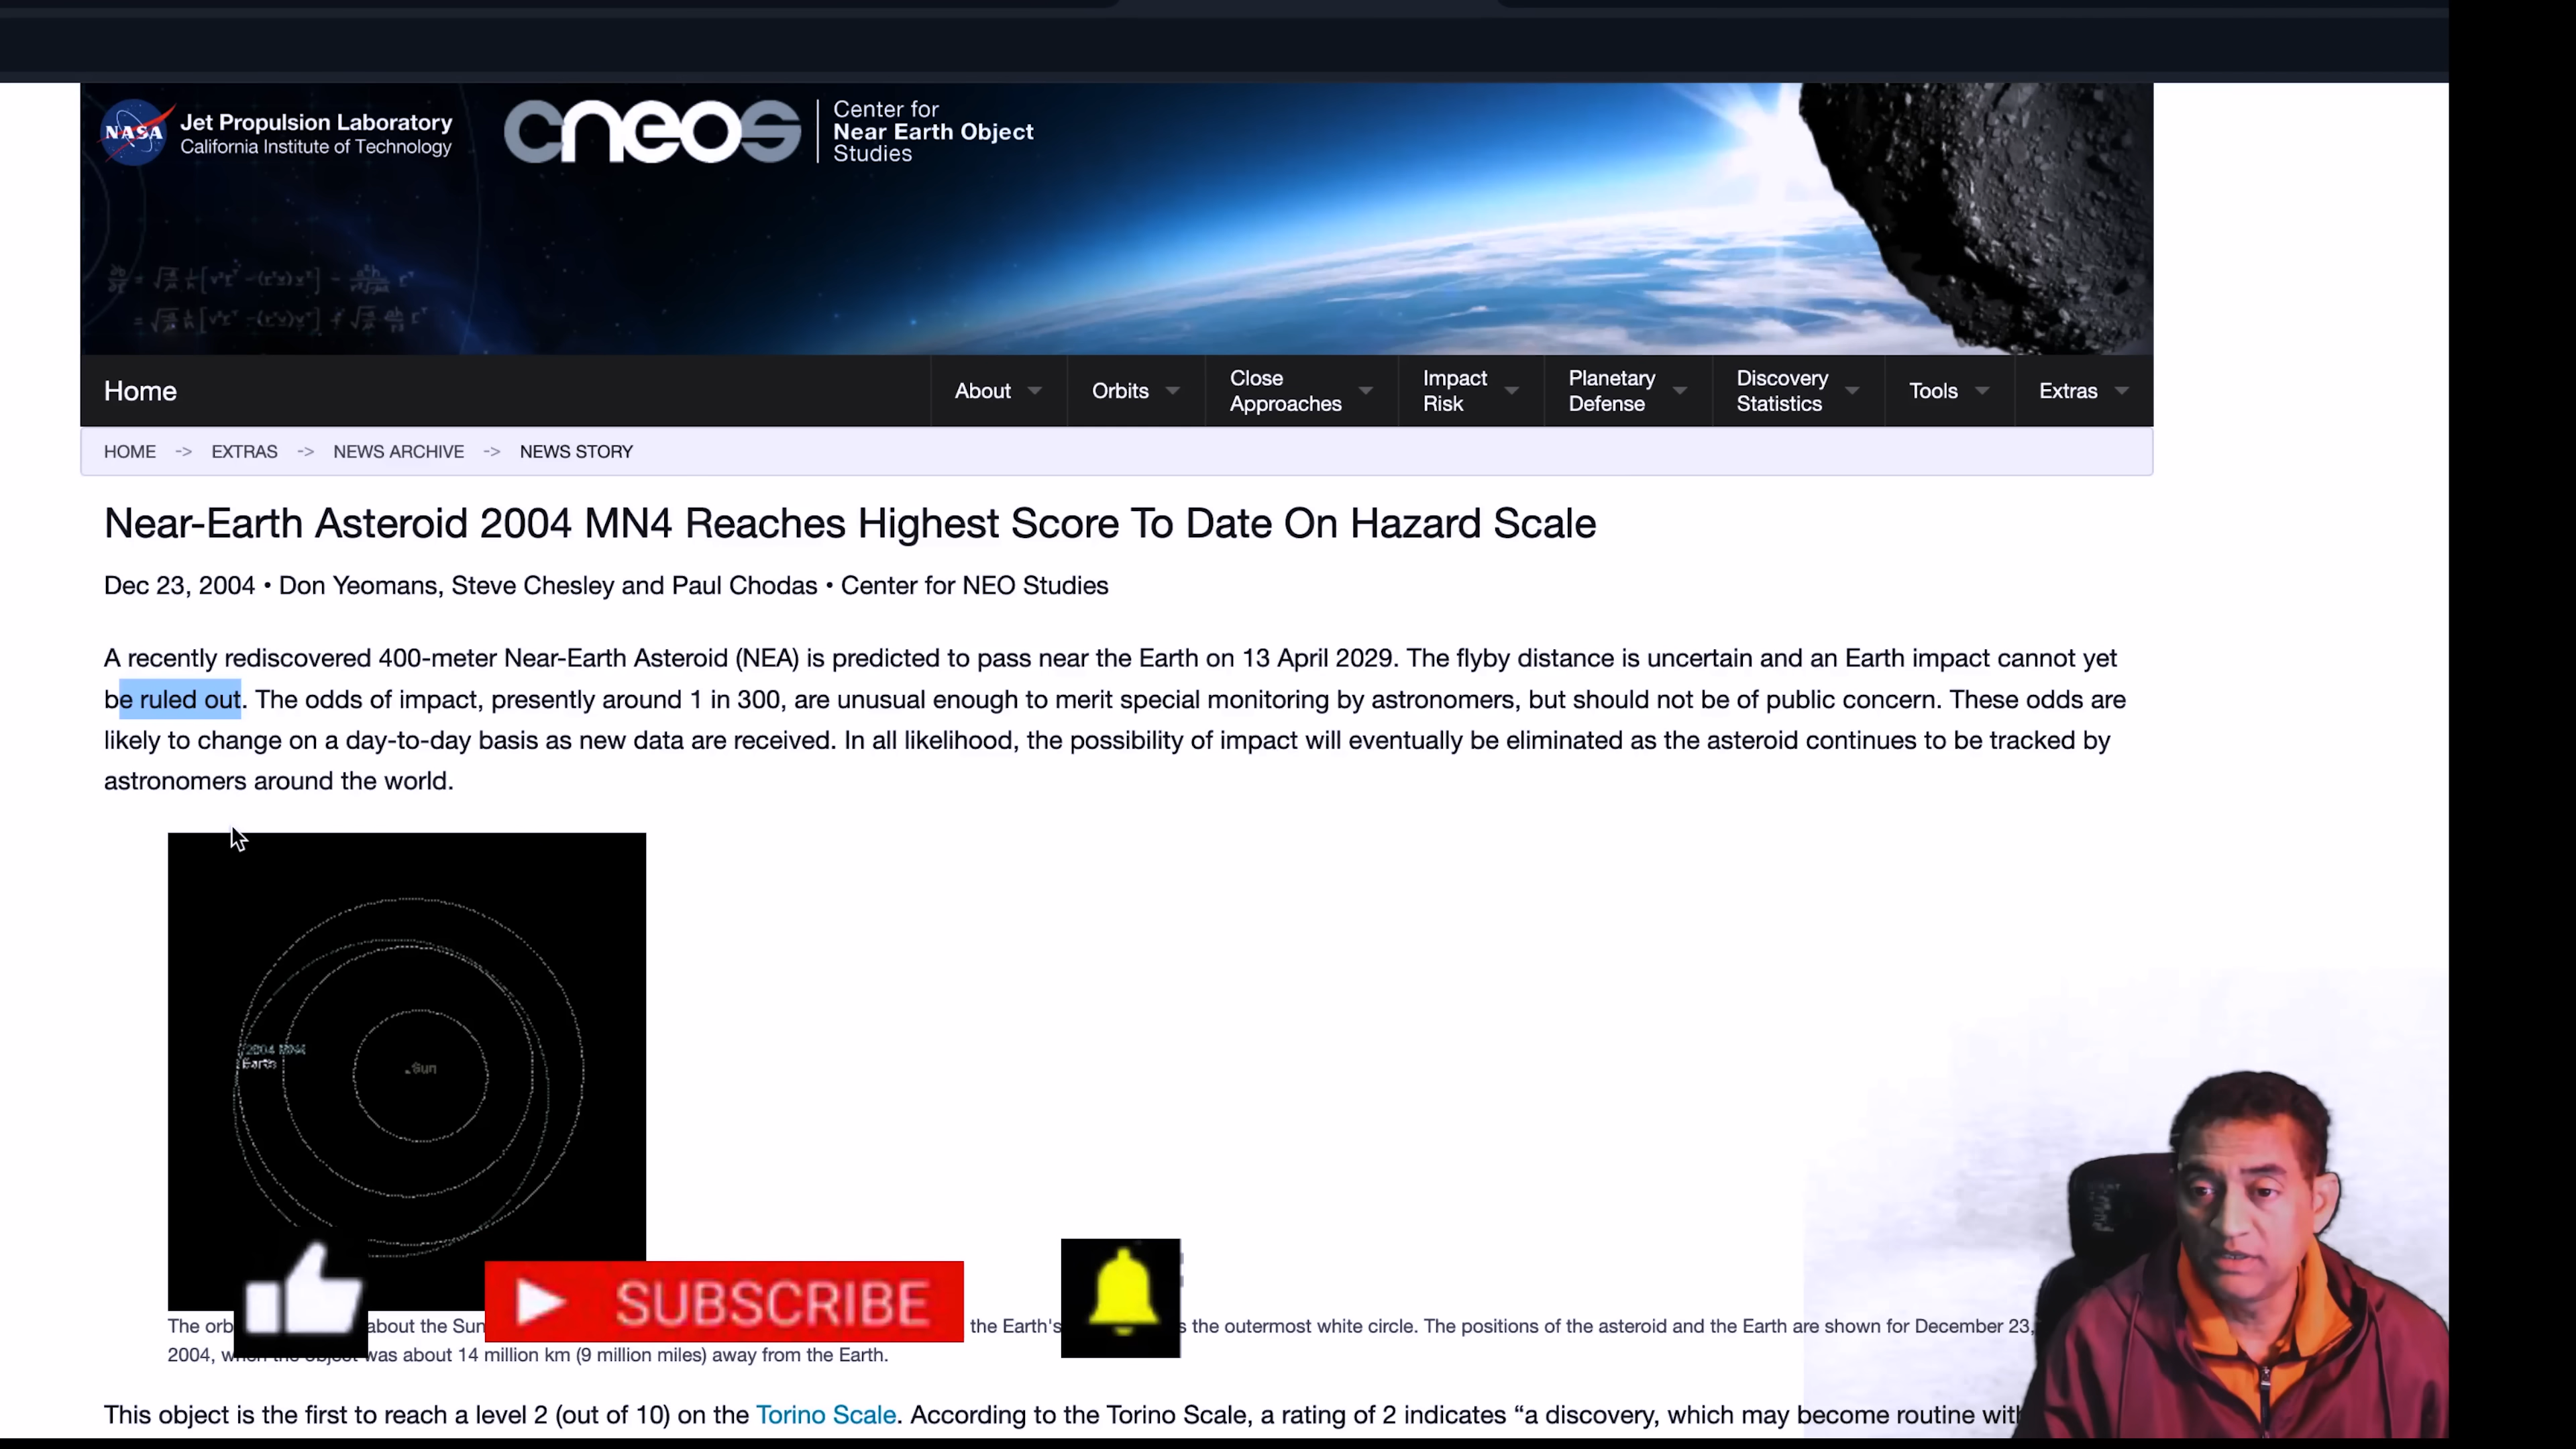 NASA
Jet Propulsion Laboratory
California Institute of Technology
cneos
Center for
Near Earth Object
Studies
Home
About
Orbits
Close
Approaches
Impact
Risk
Planetary
Defense
Discovery
Statistics
Tools
Extras
HOME -> EXTRAS -> NEWS ARCHIVE -> NEWS STORY
Near-Earth Asteroid 2004 MN4 Reaches Highest Score To Date On Hazard Scale
Dec 23, 2004 • Don Yeomans, Steve Chesley and Paul Chodas • Center for NEO Studies
A recently rediscovered 400-meter Near-Earth Asteroid (NEA) is predicted to pass near the Earth on 13 April 2029. The flyby distance is uncertain and an Earth impact cannot yet
be ruled out. The odds of impact, presently around 1 in 300, are unusual enough to merit special monitoring by astronomers, but should not be of public concern. These odds are
likely to change on a day-to-day basis as new data are received. In all likelihood, the possibility of impact will eventually be eliminated as the asteroid continues to be tracked by
astronomers around the world.
2004 MN4
Earth
Sun
SUBSCRIBE
The orb about the Sun the Earth's the outermost white circle. The positions of the asteroid and the Earth are shown for December 23,
2004, was about 14 million km (9 million miles) away from the Earth.
This object is the first to reach a level 2 (out of 10) on the Torino Scale. According to the Torino Scale, a rating of 2 indicates “a discovery, which may become routine wit